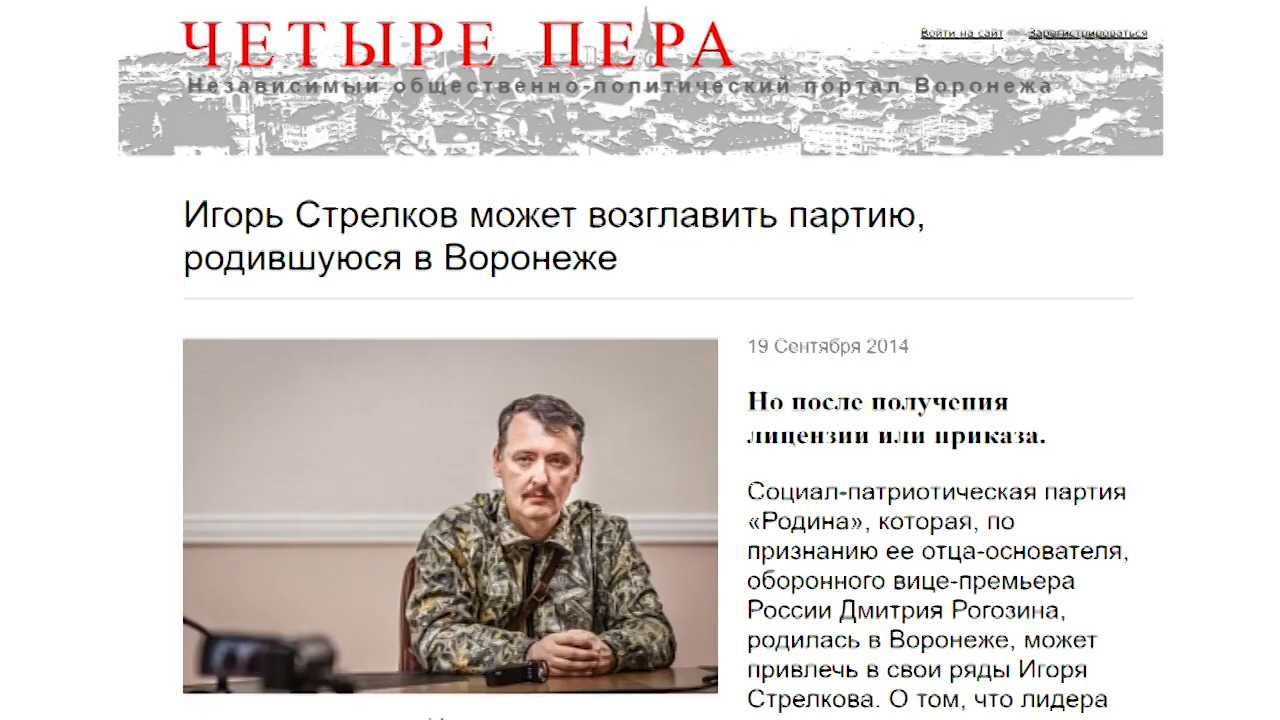 ЧЕТЫРЕ ПЕРА
Войти на сайт Зарегистрироваться
Независимый общественно-политический портал Воронежа
Игорь Стрелков может возглавить партию,
родившуюся в Воронеже
19 Сентября 2014
Но после получения
лицензии или приказа.
Социал-патриотическая партия
«Родина», которая, по
признанию ее отца-основателя,
оборонного вице-премьера
России Дмитрия Рогозина,
родилась в Воронеже, может
привлечь в свои ряды Игоря
Стрелкова. О том, что лидера